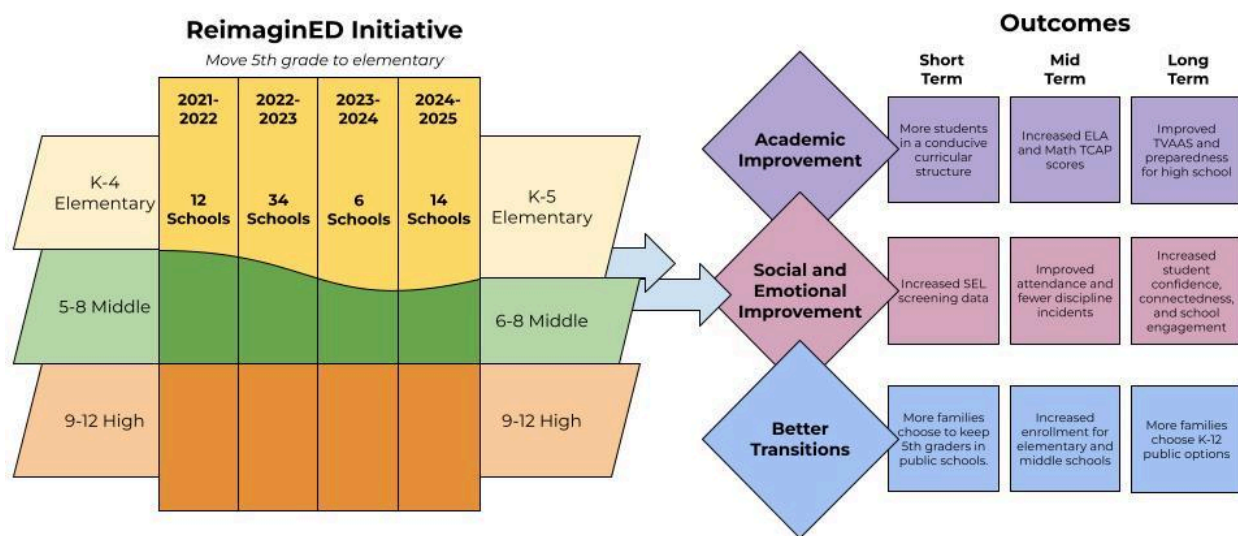 ReimaginED Initiative
Move 5th grade to elementary
2021-
2022
2022-
2023
2023-
2024
2024-
2025
12
Schools
34
Schools
6
Schools
14
Schools
K-4
Elementary
5-8 Middle
9-12 High
K-5
Elementary
6-8 Middle
9-12 High
Outcomes
Short
Term
Mid
Term
Long
Term
Academic
Improvement
More students
in a conducive
curricular
structure
Increased ELA
and Math TCAP
scores
Improved
TVAAS and
preparedness
for high school
Social and
Emotional
Improvement
Increased SEL
screening data
Improved
attendance and
fewer discipline
incidents
Increased
student
confidence,
connectedness,
and school
engagement
Better
Transitions
More families
choose to keep
5th graders in
public schools.
Increased
enrollment for
elementary and
middle schools
More families
choose K-12
public options